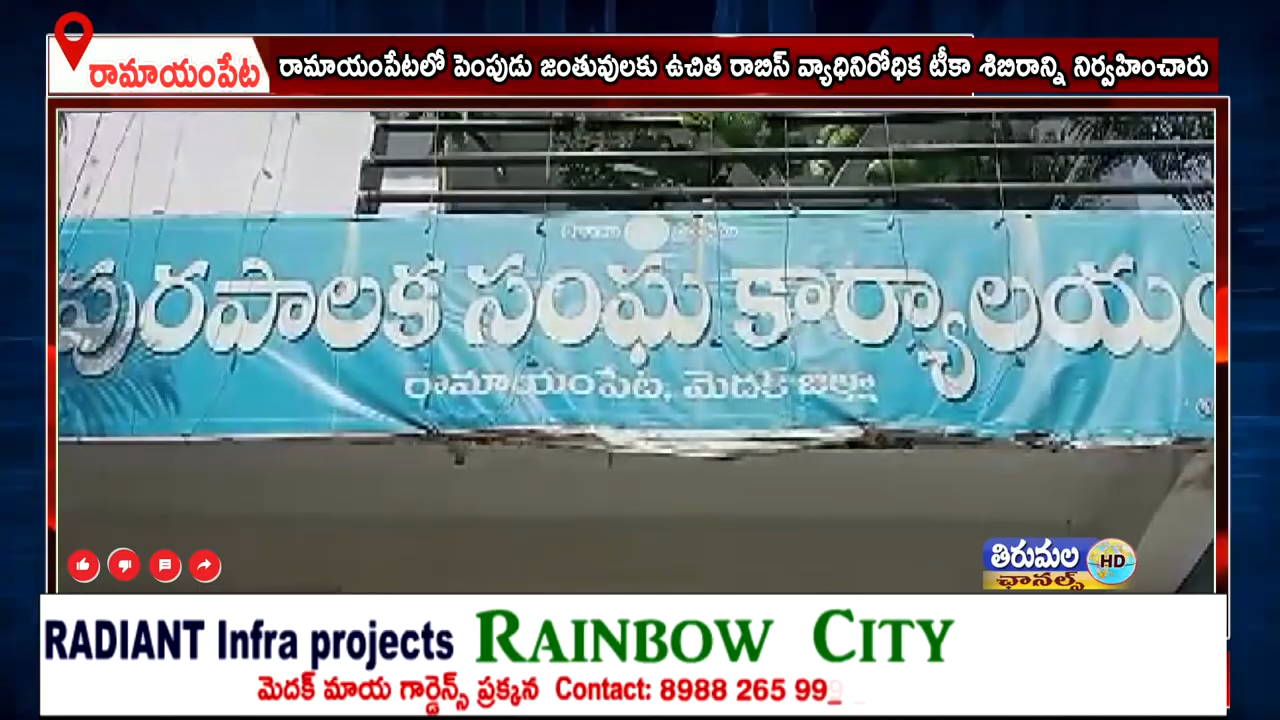 రామాయంపేట
రామాయంపేటలో పెంపుడు జంతువులకు ఉచిత రాబిస్ వ్యాధినిరోధిక టీకా శిబిరాన్ని నిర్వహించారు
పురపాలక సంఘ కార్యాలయం
రామాయంపేట, మెదక్ జిల్లా
తిరుమల
ఛానల్స్
HD
RADIANT Infra projects RAINBOW CITY
మెదక్ మాయ గార్డెన్స్ ప్రక్కన Contact: 8988 265 99